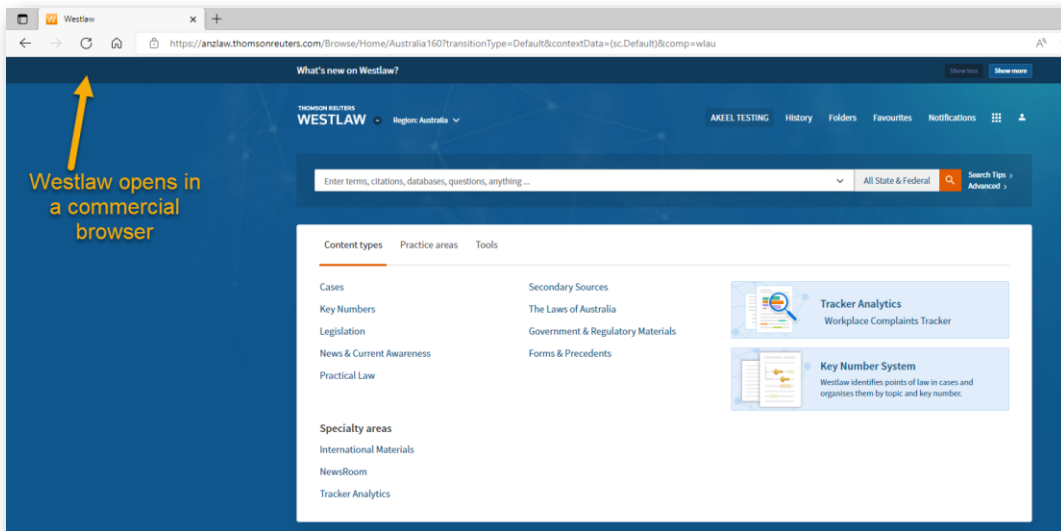 Westlaw
https://anzlaw.thomsonreuters.com/Browse/Home/Australia160?transitionType=Default&contextData=(sc.Default)&comp=wlau
What's new on Westlaw?
Show less
Show more
THOMSON REUTERS
WESTLAW
Region: Australia
AKEEL TESTING
History
Folders
Favourites
Notifications
Enter terms, citations, databases, questions, anything ...
All State & Federal
Search Tips >
Advanced >
Westlaw opens in
a commercial
browser
Content types
Practice areas
Tools
Cases
Key Numbers
Legislation
News & Current Awareness
Practical Law
Secondary Sources
The Laws of Australia
Government & Regulatory Materials
Forms & Precedents
Tracker Analytics
Workplace Complaints Tracker
Key Number System
Westlaw identifies points of law in cases and
organises them by topic and key number.
Specialty areas
International Materials
NewsRoom
Tracker Analytics